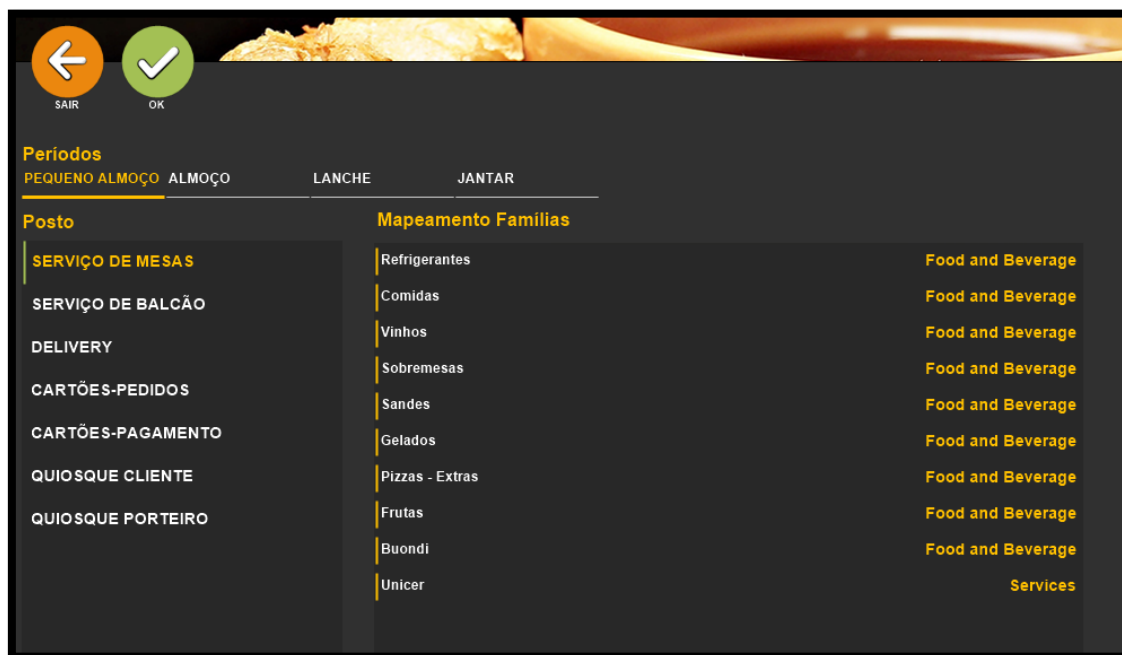 SAIR OK
Períodos
PEQUENO ALMOÇO ALMOÇO LANCHE JANTAR
Posto
SERVIÇO DE MESAS
SERVIÇO DE BALCÃO
DELIVERY
CARTÕES-PEDIDOS
CARTÕES-PAGAMENTO
QUIOSQUE CLIENTE
QUIOSQUE PORTEIRO
Mapeamento Famílias
Refrigerantes Food and Beverage
Comidas Food and Beverage
Vinhos Food and Beverage
Sobremesas Food and Beverage
Sandes Food and Beverage
Gelados Food and Beverage
Pizzas - Extras Food and Beverage
Frutas Food and Beverage
Buondi Food and Beverage
Unicer Services